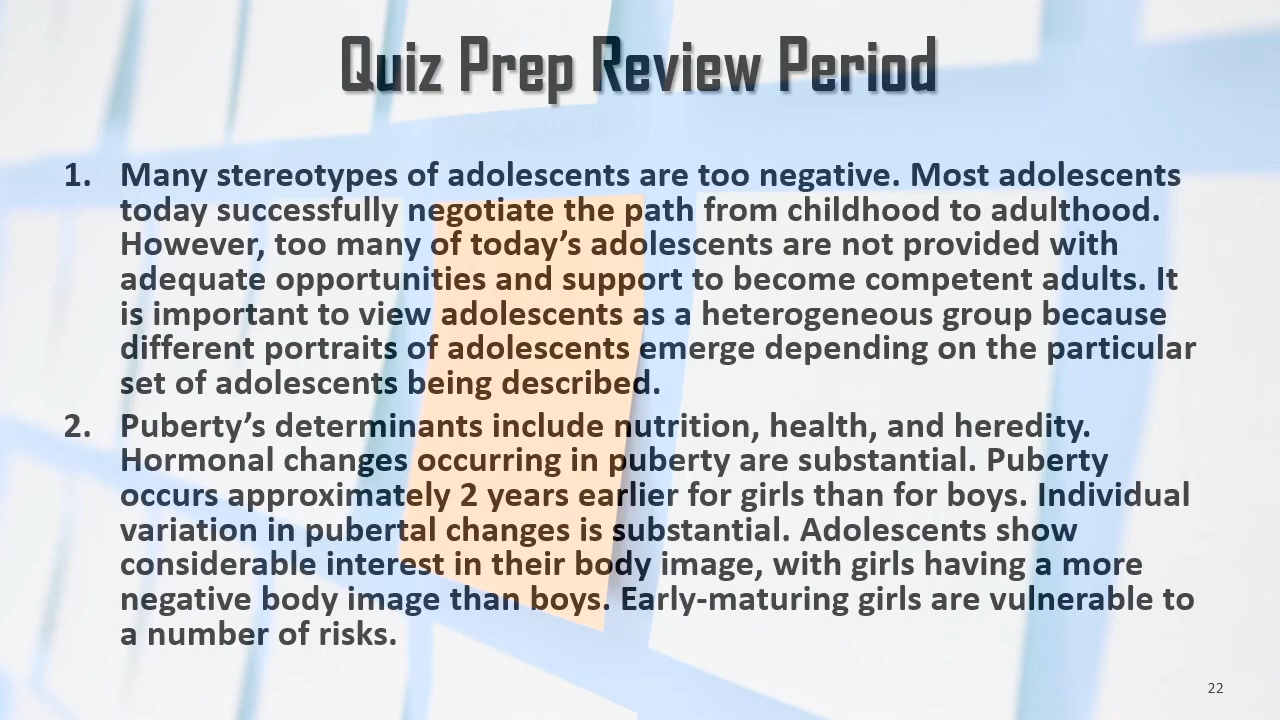 Quiz Prep Review Period
1. Many stereotypes of adolescents are too negative. Most adolescents
today successfully negotiate the path from childhood to adulthood.
However, too many of today’s adolescents are not provided with
adequate opportunities and support to become competent adults. It
is important to view adolescents as a heterogeneous group because
different portraits of adolescents emerge depending on the particular
set of adolescents being described.
2. Puberty’s determinants include nutrition, health, and heredity.
Hormonal changes occurring in puberty are substantial. Puberty
occurs approximately 2 years earlier for girls than for boys. Individual
variation in pubertal changes is substantial. Adolescents show
considerable interest in their body image, with girls having a more
negative body image than boys. Early-maturing girls are vulnerable to
a number of risks.
22